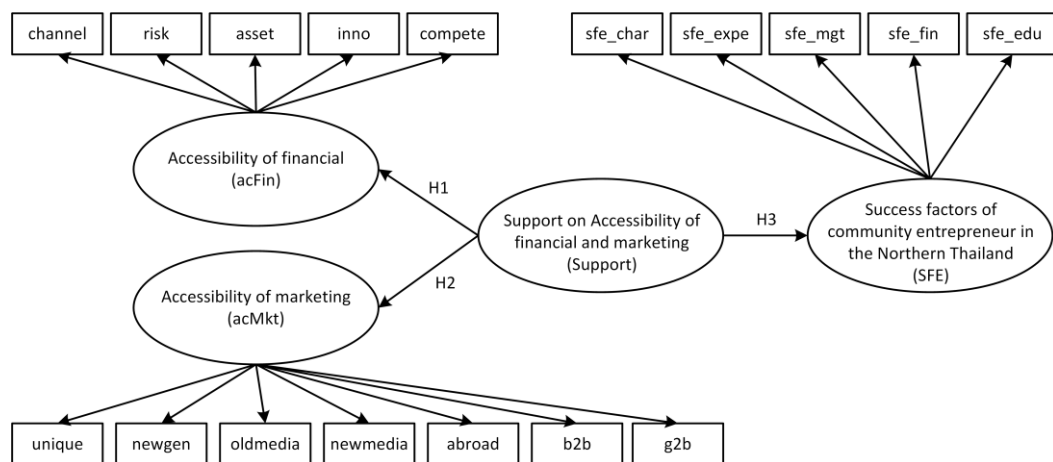 channel
risk
asset
inno
compete
sfe_char
sfe_expe
sfe_mgt
sfe_fin
sfe_edu
Accessibility of financial
(acFin)
H1
Support on Accessibility of
financial and marketing
(Support)
H3
Success factors of
community entrepreneur in
the Northern Thailand
(SFE)
H2
Accessibility of marketing
(acMkt)
unique
newgen
oldmedia
newmedia
abroad
b2b
g2b